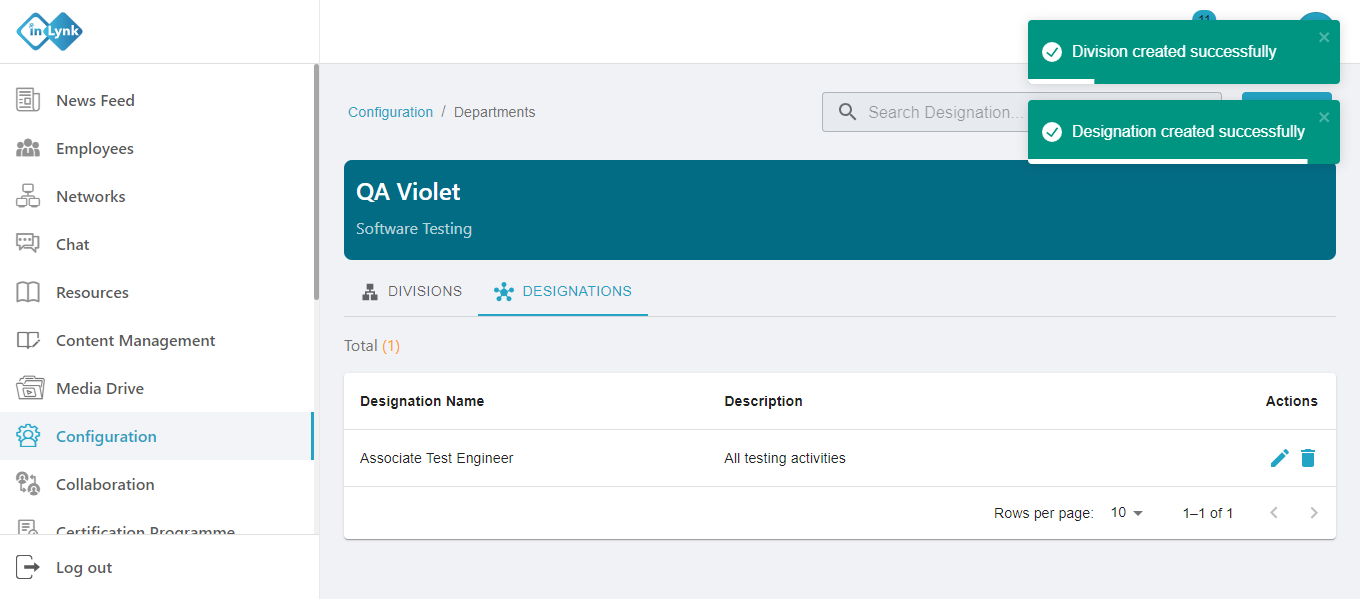 inLynk
11
Division created successfully
Designation created successfully
News Feed
Employees
Networks
Chat
Resources
Content Management
Media Drive
Configuration
Collaboration
Certification Programme
Log out
Configuration / Departments
Search Designation...
QA Violet
Software Testing
DIVISIONS
DESIGNATIONS
Total (1)
Designation Name Description Actions
Associate Test Engineer All testing activities
Rows per page: 10 1–1 of 1